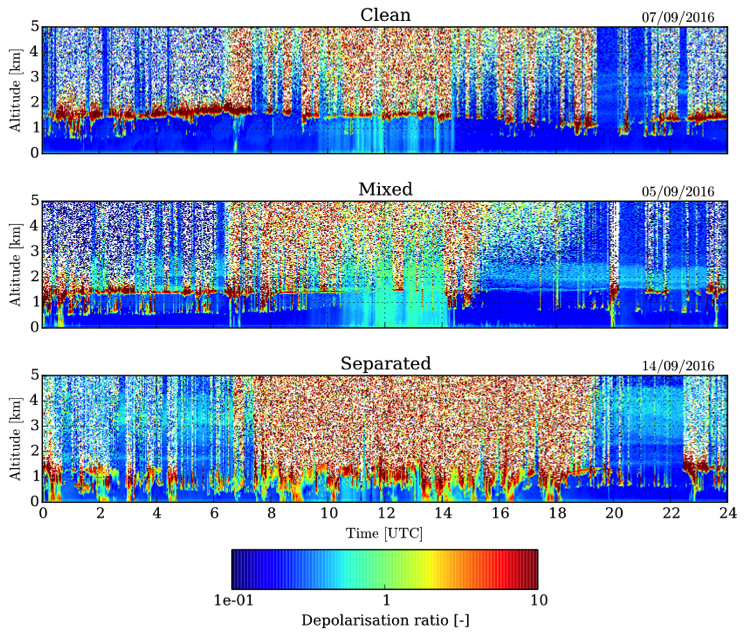 Clean 07/09/2016
5
4
3
2
1
0
Altitude [km]
Mixed 05/09/2016
5
4
3
2
1
0
Altitude [km]
Separated 14/09/2016
5
4
3
2
1
0
Altitude [km]
0 2 4 6 8 10 12 14 16 18 20 22 24
Time [UTC]
1e-01 1 10
Depolarisation ratio [-]